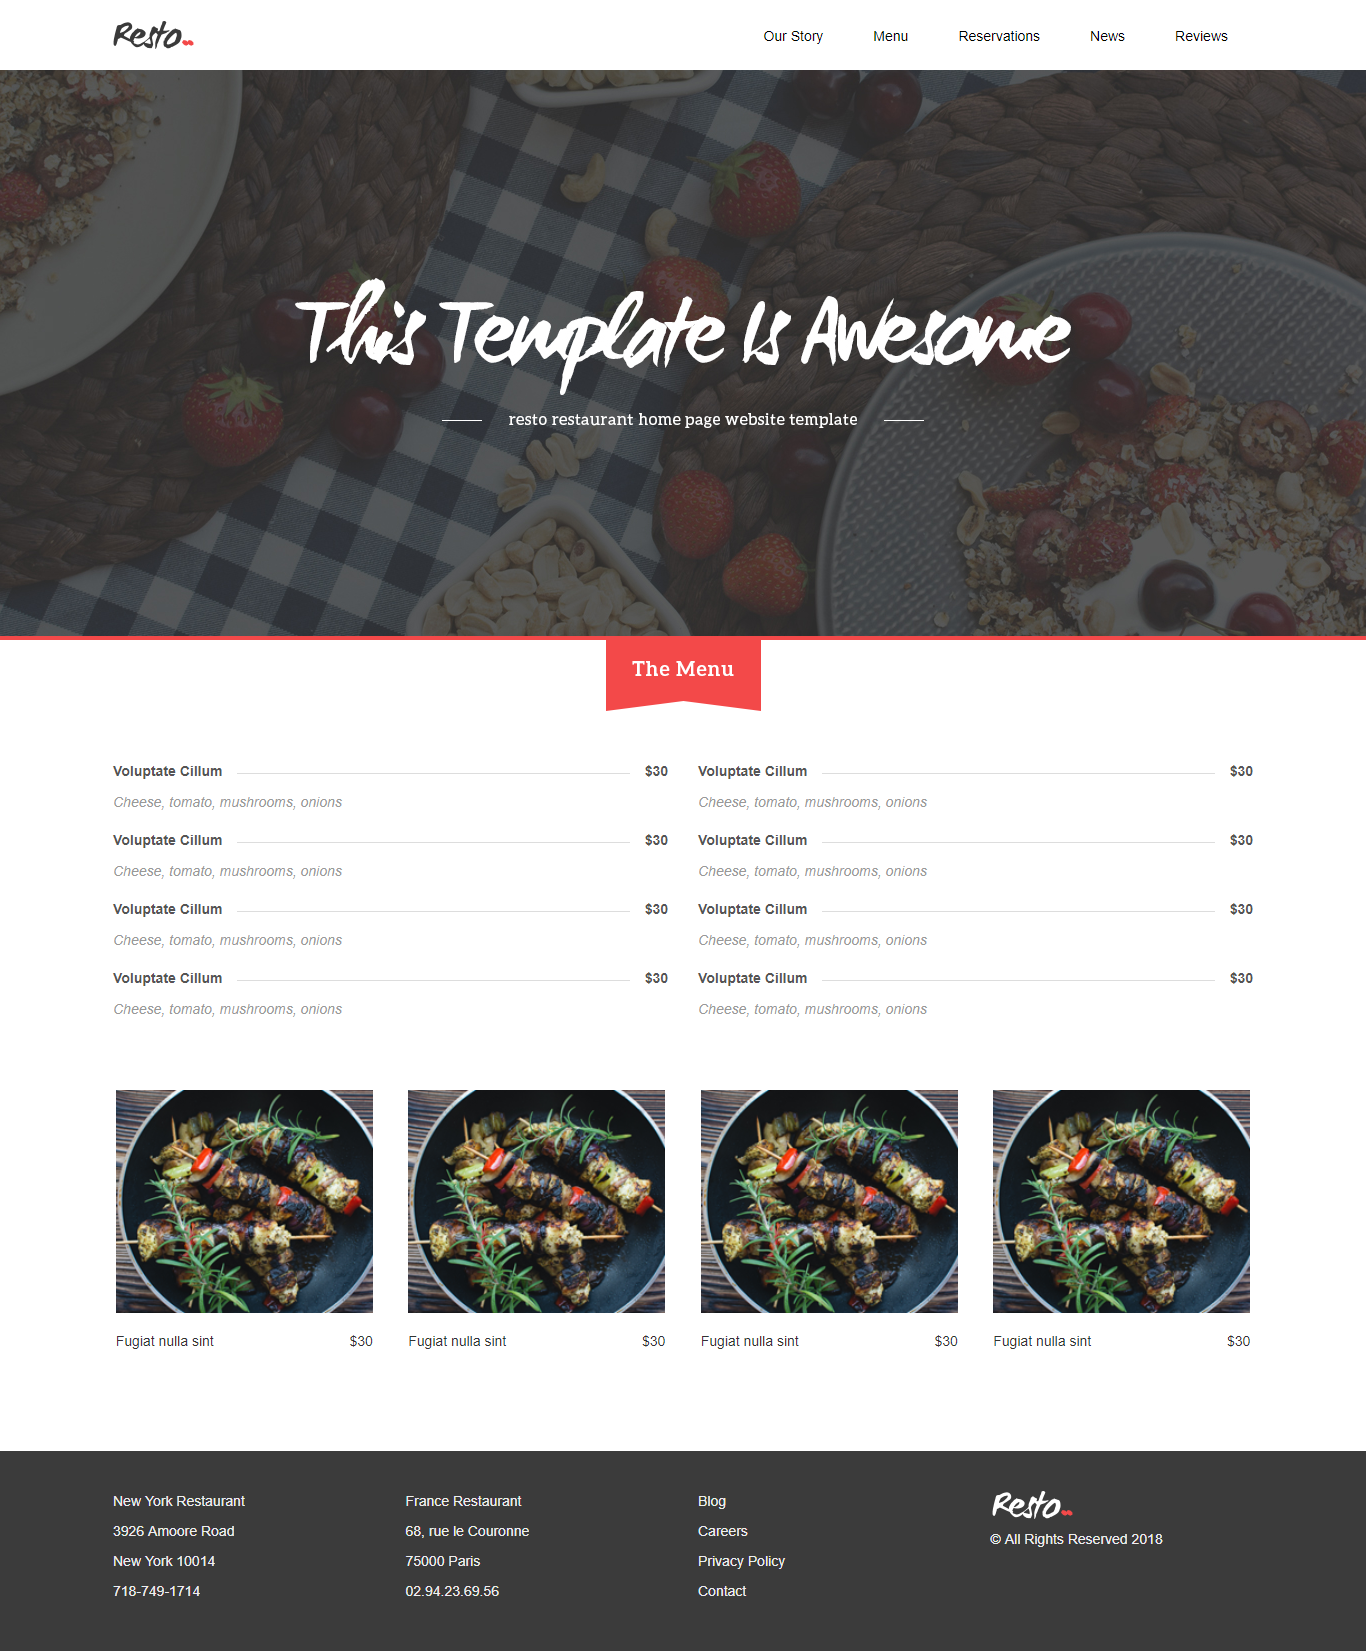 Resto
Our Story Menu Reservations News Reviews
This Template Is Awesome
resto restaurant home page website template
The Menu
Voluptate Cillum $30 Voluptate Cillum $30
Cheese, tomato, mushrooms, onions Cheese, tomato, mushrooms, onions
Voluptate Cillum $30 Voluptate Cillum $30
Cheese, tomato, mushrooms, onions Cheese, tomato, mushrooms, onions
Voluptate Cillum $30 Voluptate Cillum $30
Cheese, tomato, mushrooms, onions Cheese, tomato, mushrooms, onions
Voluptate Cillum $30 Voluptate Cillum $30
Cheese, tomato, mushrooms, onions Cheese, tomato, mushrooms, onions
Fugiat nulla sint $30 Fugiat nulla sint $30 Fugiat nulla sint $30 Fugiat nulla sint $30
New York Restaurant
3926 Amoore Road
New York 10014
718-749-1714
France Restaurant
68, rue le Couronne
75000 Paris
02.94.23.69.56
Blog
Careers
Privacy Policy
Contact
Resto
© All Rights Reserved 2018